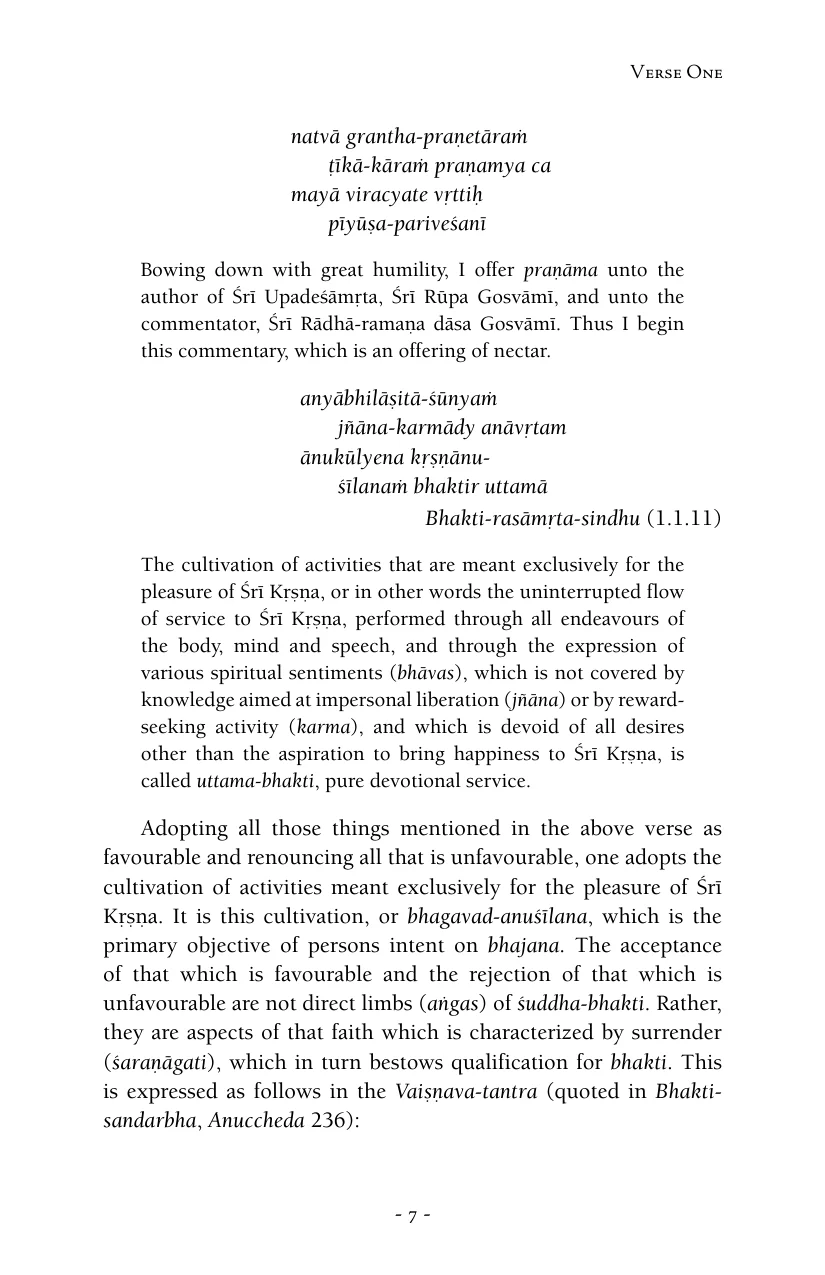 Verse One
natvā grantha-praṇetāraṁ
ṭīkā-kāraṁ praṇamya ca
mayā viracyate vṛttiḥ
pīyūṣa-pariveśanī
Bowing down with great humility, I offer praṇāma unto the
author of Śrī Upadeśāmṛta, Śrī Rūpa Gosvāmī, and unto the
commentator, Śrī Rādhā-ramaṇa dāsa Gosvāmī. Thus I begin
this commentary, which is an offering of nectar.
anyābhilāṣitā-śūnyaṁ
jñāna-karmādy anāvṛtam
ānukūlyena kṛṣṇānu-
śīlanaṁ bhaktir uttamā
Bhakti-rasāmṛta-sindhu (1.1.11)
The cultivation of activities that are meant exclusively for the
pleasure of Śrī Kṛṣṇa, or in other words the uninterrupted flow
of service to Śrī Kṛṣṇa, performed through all endeavours of
the body, mind and speech, and through the expression of
various spiritual sentiments (bhāvas), which is not covered by
knowledge aimed at impersonal liberation (jñāna) or by reward-
seeking activity (karma), and which is devoid of all desires
other than the aspiration to bring happiness to Śrī Kṛṣṇa, is
called uttama-bhakti, pure devotional service.
Adopting all those things mentioned in the above verse as
favourable and renouncing all that is unfavourable, one adopts the
cultivation of activities meant exclusively for the pleasure of Śrī
Kṛṣṇa. It is this cultivation, or bhagavad-anuśīlana, which is the
primary objective of persons intent on bhajana. The acceptance
of that which is favourable and the rejection of that which is
unfavourable are not direct limbs (aṅgas) of śuddha-bhakti. Rather,
they are aspects of that faith which is characterized by surrender
(śaraṇāgati), which in turn bestows qualification for bhakti. This
is expressed as follows in the Vaiṣṇava-tantra (quoted in Bhakti-
sandarbha, Anuccheda 236):
- 7 -